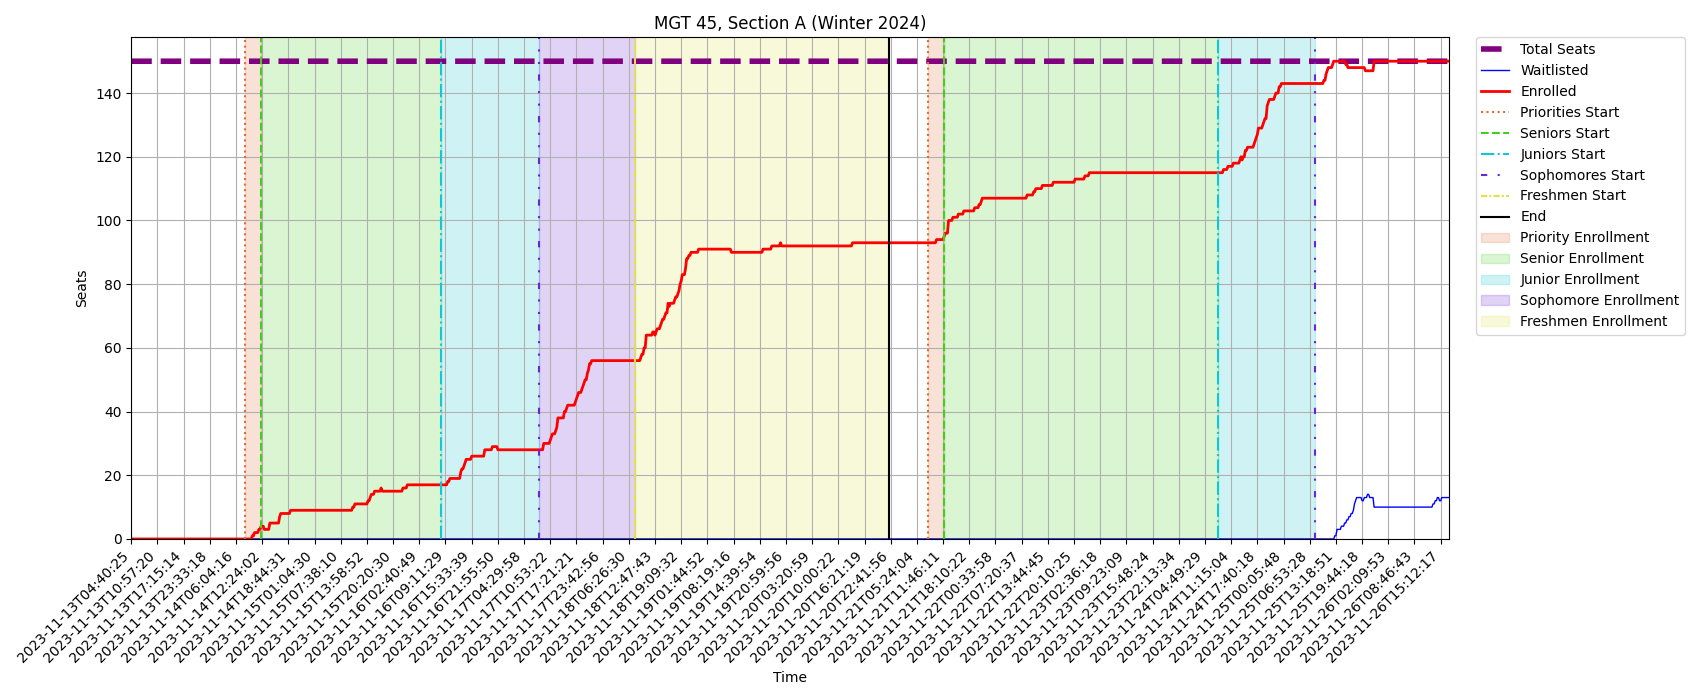 MGT 45, Section A (Winter 2024)
Total Seats
Waitlisted
Enrolled
Priorities Start
Seniors Start
Juniors Start
Sophomores Start
Freshmen Start
End
Priority Enrollment
Senior Enrollment
Junior Enrollment
Sophomore Enrollment
Freshmen Enrollment
Seats
140
120
100
80
60
40
20
0
2023-11-13T04:40:25
2023-11-13T10:57:20
2023-11-13T17:15:14
2023-11-13T23:33:18
2023-11-14T06:04:16
2023-11-14T12:24:02
2023-11-14T18:44:31
2023-11-15T01:04:30
2023-11-15T07:38:10
2023-11-15T13:58:52
2023-11-15T20:20:30
2023-11-16T02:40:49
2023-11-16T09:11:29
2023-11-16T15:33:39
2023-11-16T21:55:50
2023-11-17T04:29:58
2023-11-17T10:53:22
2023-11-17T17:21:21
2023-11-17T23:42:56
2023-11-18T06:26:30
2023-11-18T12:47:43
2023-11-18T19:09:32
2023-11-19T01:44:52
2023-11-19T08:19:16
2023-11-19T14:39:54
2023-11-19T20:59:56
2023-11-20T03:20:59
2023-11-20T10:00:22
2023-11-20T16:21:19
2023-11-20T22:41:56
2023-11-21T05:24:04
2023-11-21T11:46:11
2023-11-21T18:10:22
2023-11-22T00:33:58
2023-11-22T07:20:37
2023-11-22T13:44:45
2023-11-22T20:10:25
2023-11-23T02:36:18
2023-11-23T09:23:09
2023-11-23T15:48:24
2023-11-23T22:13:34
2023-11-24T04:49:29
2023-11-24T11:15:04
2023-11-24T17:40:18
2023-11-25T00:05:48
2023-11-25T06:53:28
2023-11-25T13:18:51
2023-11-25T19:44:18
2023-11-26T02:09:53
2023-11-26T08:46:43
2023-11-26T15:12:17
Time